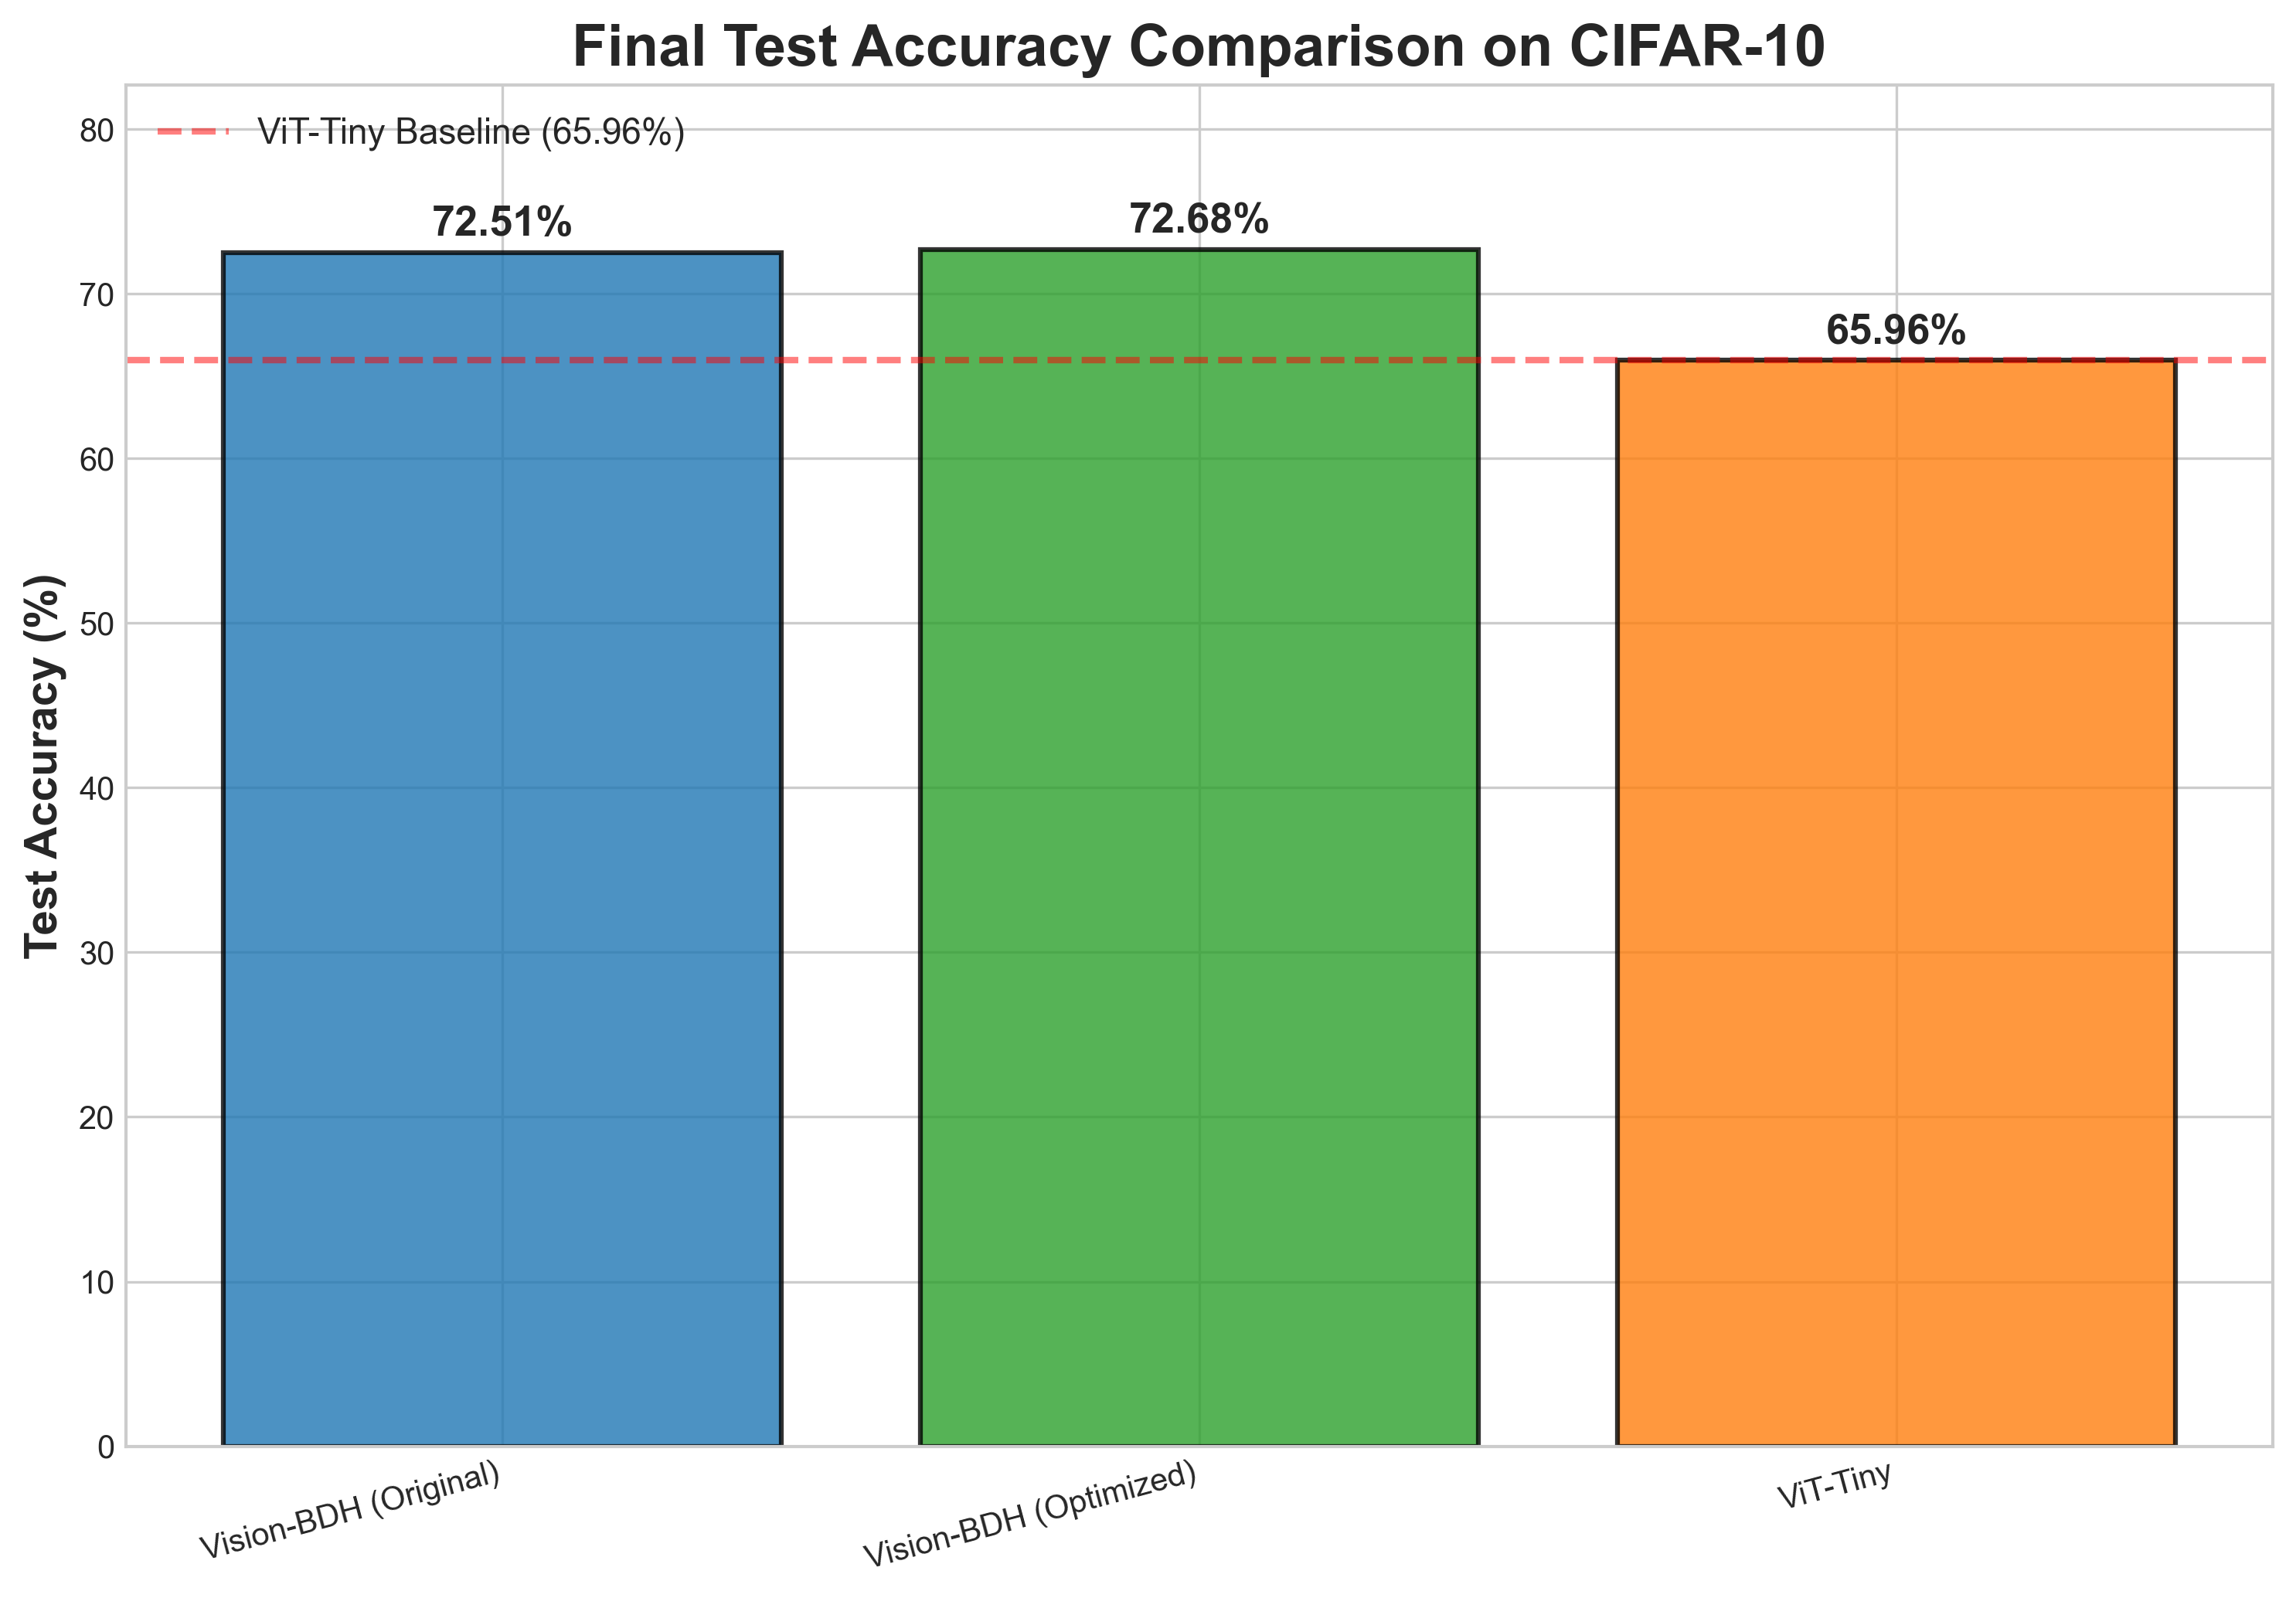 Final Test Accuracy Comparison on CIFAR-10
ViT-Tiny Baseline (65.96%)
72.51%
72.68%
65.96%
Test Accuracy (%)
80
70
60
50
40
30
20
10
0
Vision-BDH (Original)
Vision-BDH (Optimized)
ViT-Tiny